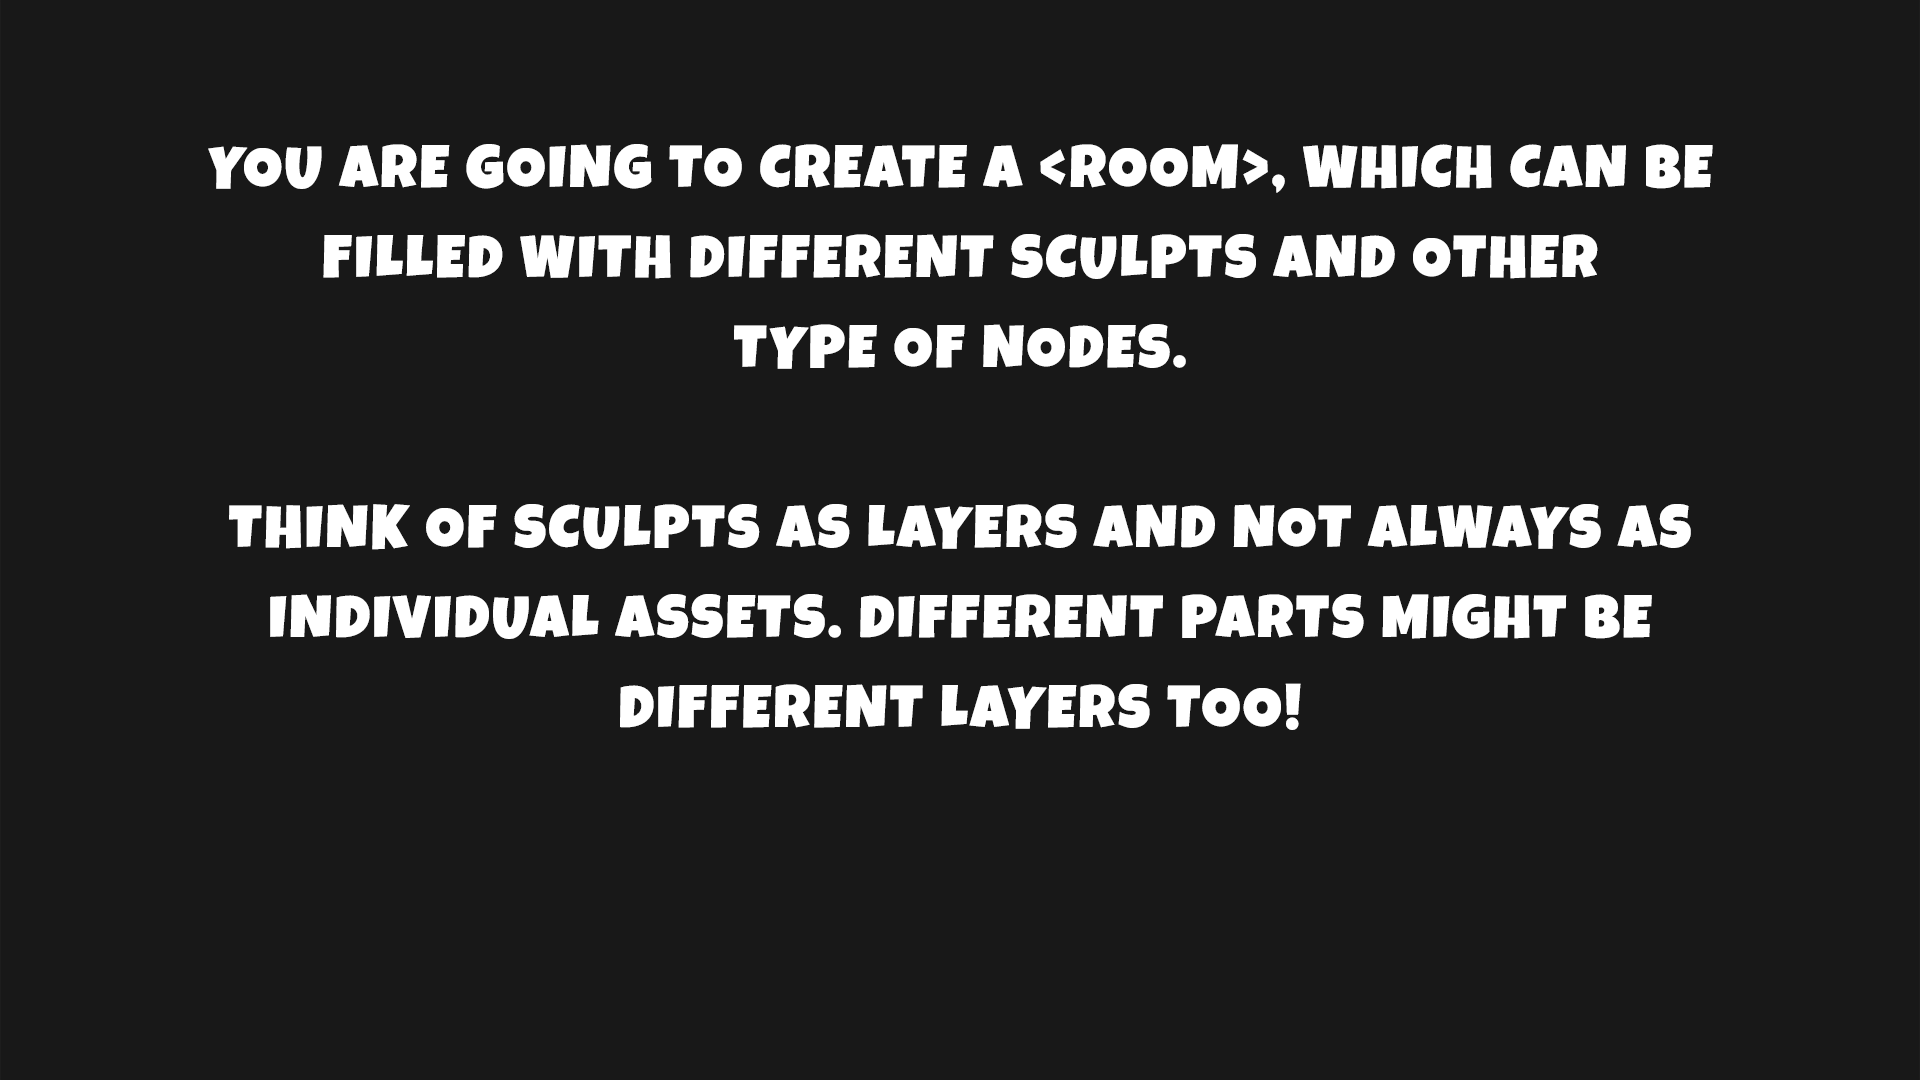 YOU ARE GOING TO CREATE A <ROOM>, WHICH CAN BE
FILLED WITH DIFFERENT SCULPTS AND OTHER
TYPE OF NODES.
THINK OF SCULPTS AS LAYERS AND NOT ALWAYS AS
INDIVIDUAL ASSETS. DIFFERENT PARTS MIGHT BE
DIFFERENT LAYERS TOO!